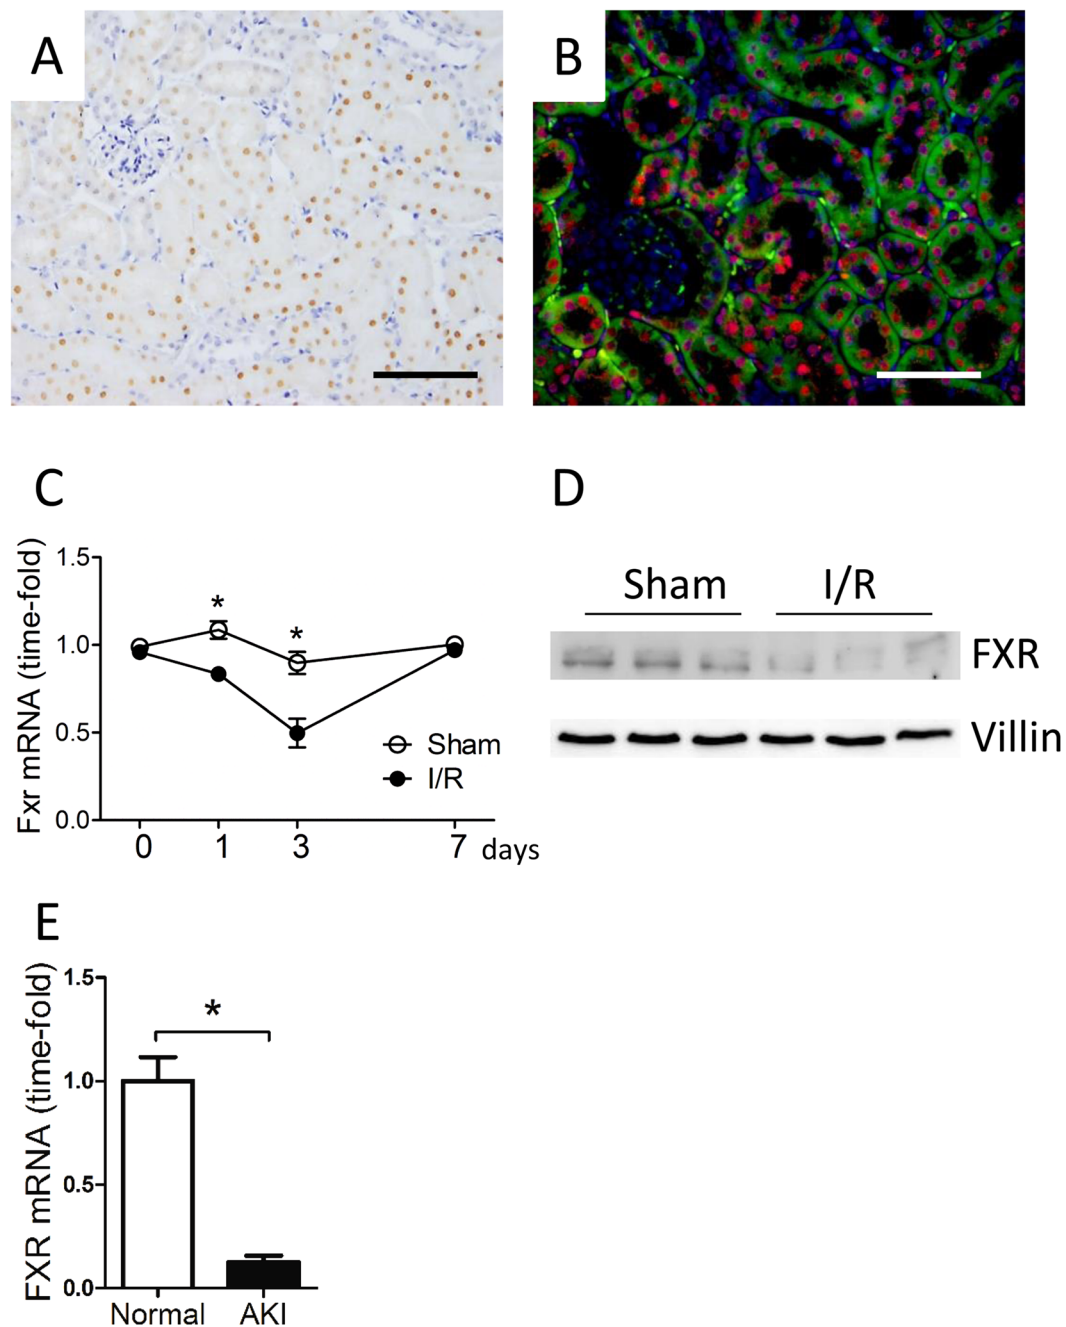 A
B
C
Fxr mRNA (time-fold)
1.5
1.0
0.5
0.0
*
*
Sham
I/R
0 1 3 7 days
D
Sham I/R
FXR
Villin
E
FXR mRNA (time-fold)
1.5
1.0
0.5
0.0
*
Normal AKI